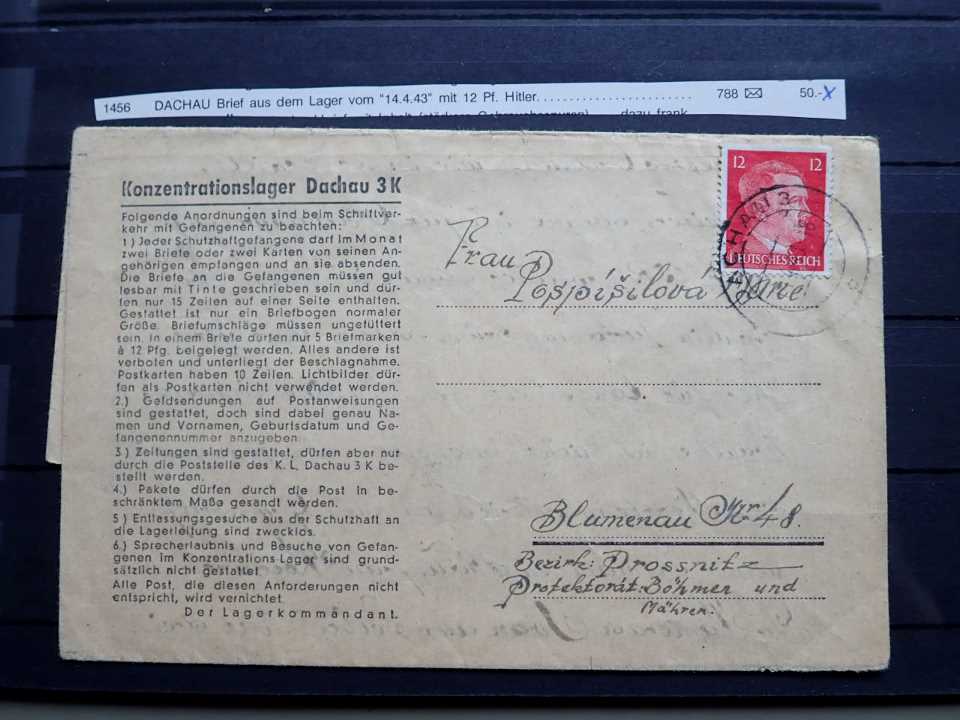 1456 DACHAU Brief aus dem Lager vom "14.4.43" mit 12 Pf. Hitler........................ 788 ✉ 50.-x
Konzentrationslager Dachau 3K
Folgende Anordnungen sind beim Schriftver-
kehr mit Gefangenen zu beachten:
1) Jeder Schutzhaftgefangene darf im Monat
zwei Briefe oder zwei Karten von seinen An-
gehörigen empfangen und an sie absenden.
Die Briefe an die Gefangenen müssen gut
lesbar mit Tinte geschrieben sein und dür-
fen nur 15 Zeilen auf einer Seite enthalten.
Gestattet ist nur ein Briefbogen normaler
Größe. Briefumschläge müssen ungefüttert
sein. In einem Briefe dürfen nur 5 Briefmarken
à 12 Pfg. beigelegt werden. Alles andere ist
verboten und unterliegt der Beschlagnahme.
Postkarten haben 10 Zeilen. Lichtbilder dür-
fen als Postkarten nicht verwendet werden.
2.) Geldsendungen auf Postanweisungen
sind gestattet, doch sind dabei genau Na-
men und Vornamen, Geburtsdatum und Ge-
fangenennummer anzugeben.
3.) Zeitungen sind gestattet, dürfen aber nur
durch die Poststelle des K. L. Dachau 3K be-
stellt werden.
4.) Pakete dürfen durch die Post in be-
schränktem Maße gesandt werden.
5) Entlassungsgesuche aus der Schutzhaft an
die Lagerleitung sind zwecklos.
6.) Sprecherlaubnis und Besuche von Gefan-
genen im Konzentrations-Lager sind grund-
sätzlich nicht gestattet.
Alle Post, die diesen Anforderungen nicht
entspricht, wird vernichtet.
Der Lagerkommandant.
12 12
DEUTSCHES REICH
DACHAU 3
Frau
Pospíšilová Marie
Blumenau Nr 48.
Bezirk: Prossnitz
Protektorát: Böhmen und
Mähren.